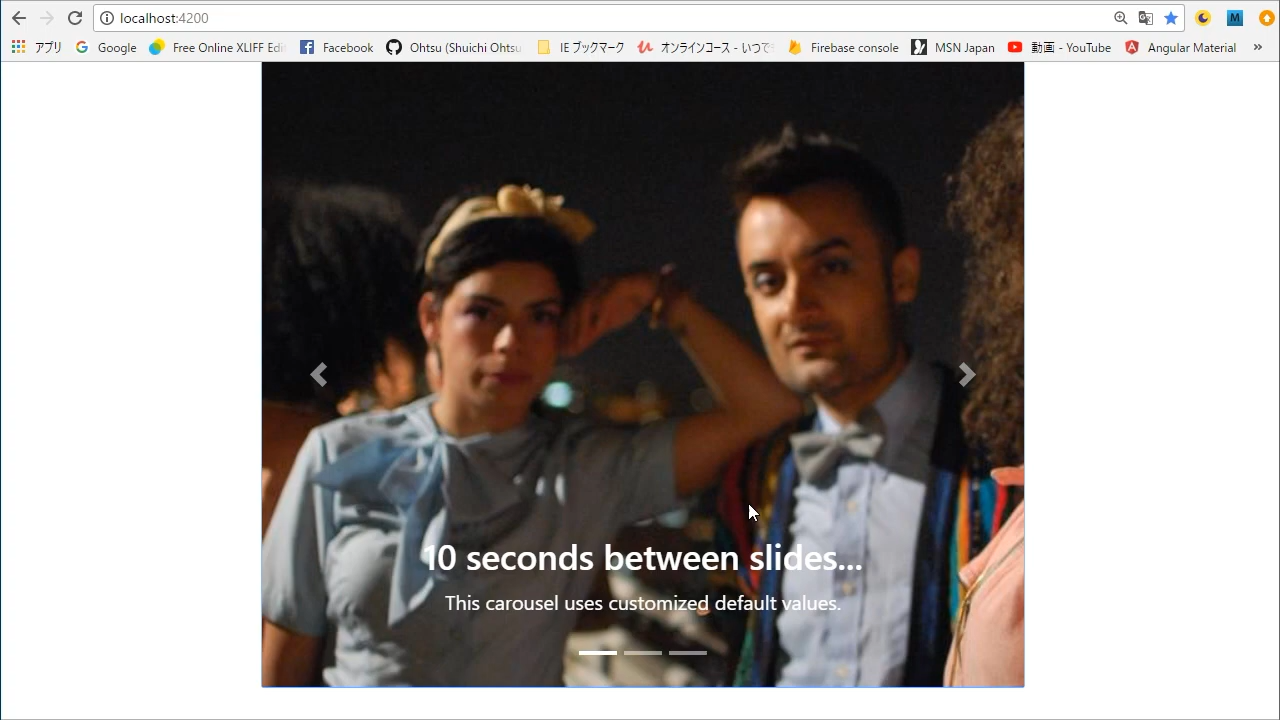 localhost:4200
アプリ Google Free Online XLIFF Edi Facebook Ohtsu Ryuichi Ohtsu IE ブックマーク オンラインコース - いつで Firebase console MSN Japan 動画 - YouTube Angular Material »
10 seconds between slides...
This carousel uses customized default values.